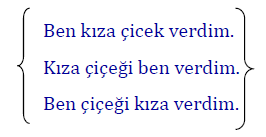 Ben kıza çicek verdim.
Kıza çiçeği ben verdim.
Ben çiçeği kıza verdim.